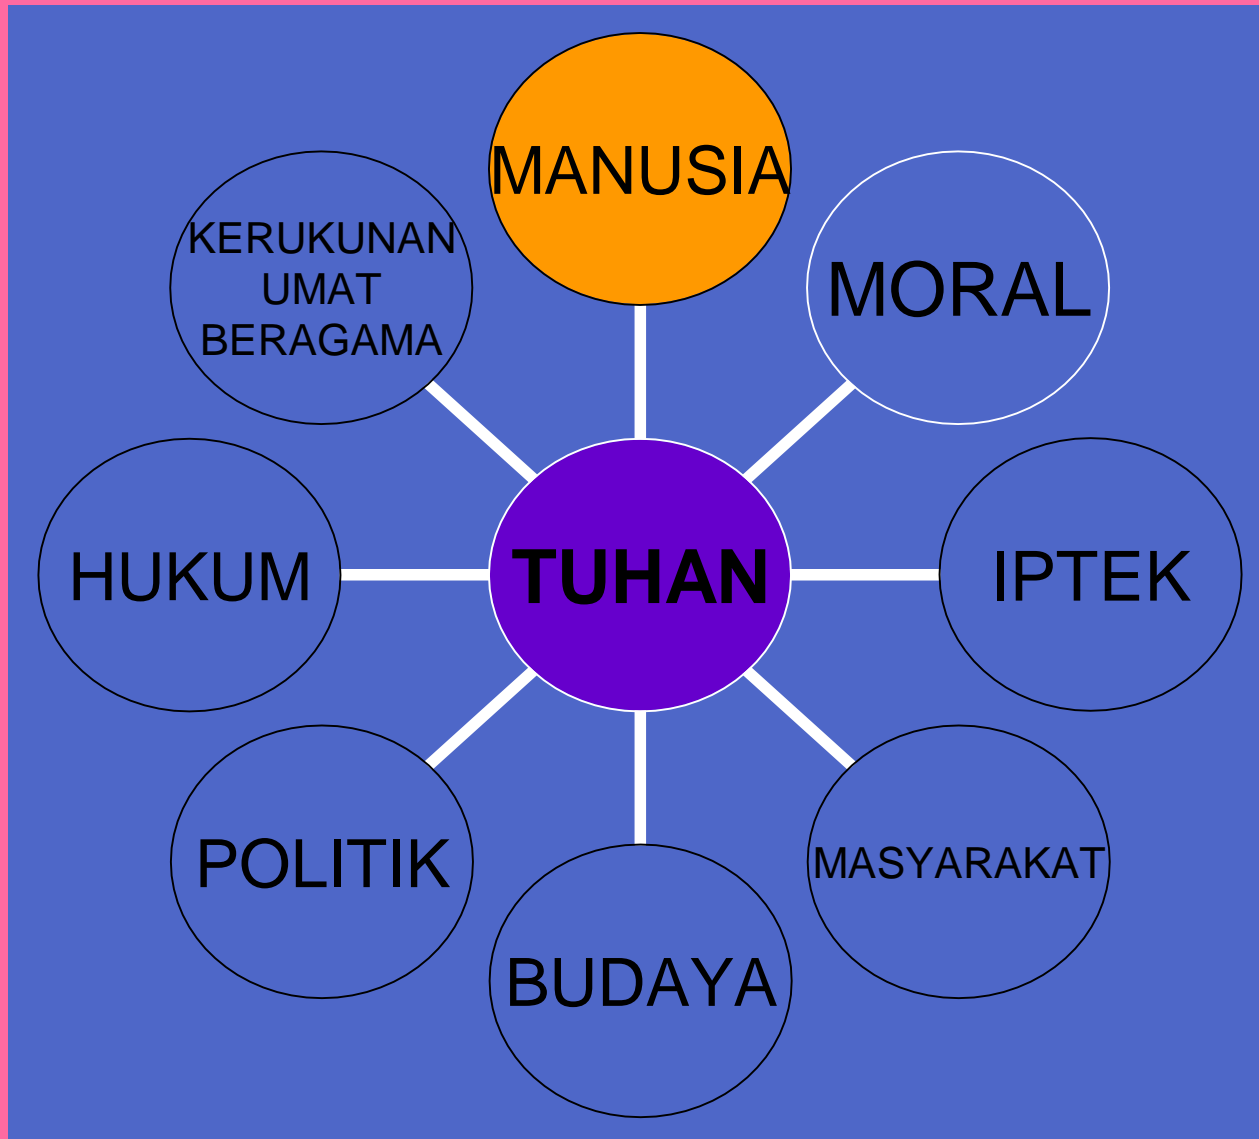 MANUSIA
KERUKUNAN
UMAT
BERAGAMA
MORAL
HUKUM
TUHAN
IPTEK
POLITIK
MASYARAKAT
BUDAYA